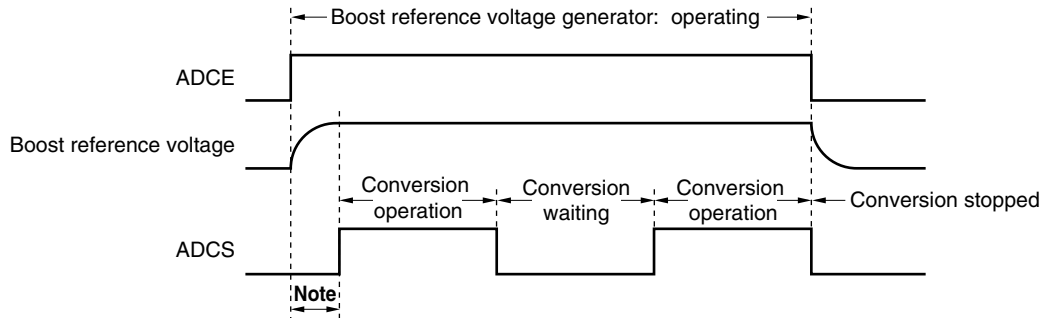 Boost reference voltage generator: operating
ADCE
Boost reference voltage
Conversion operation
Conversion waiting
Conversion operation
Conversion stopped
ADCS
Note